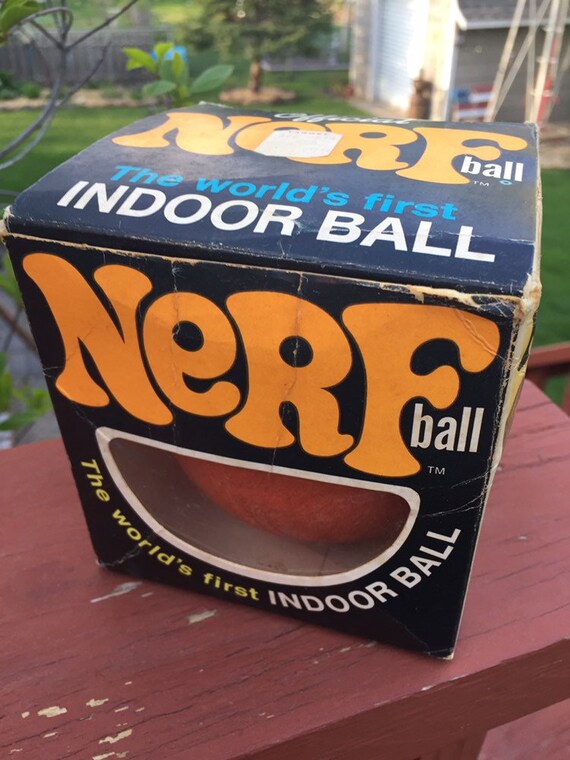 Official
NeRF
ball
TM
The world's first
INDOOR BALL
NeRF
ball
TM
The world's first INDOOR BALL